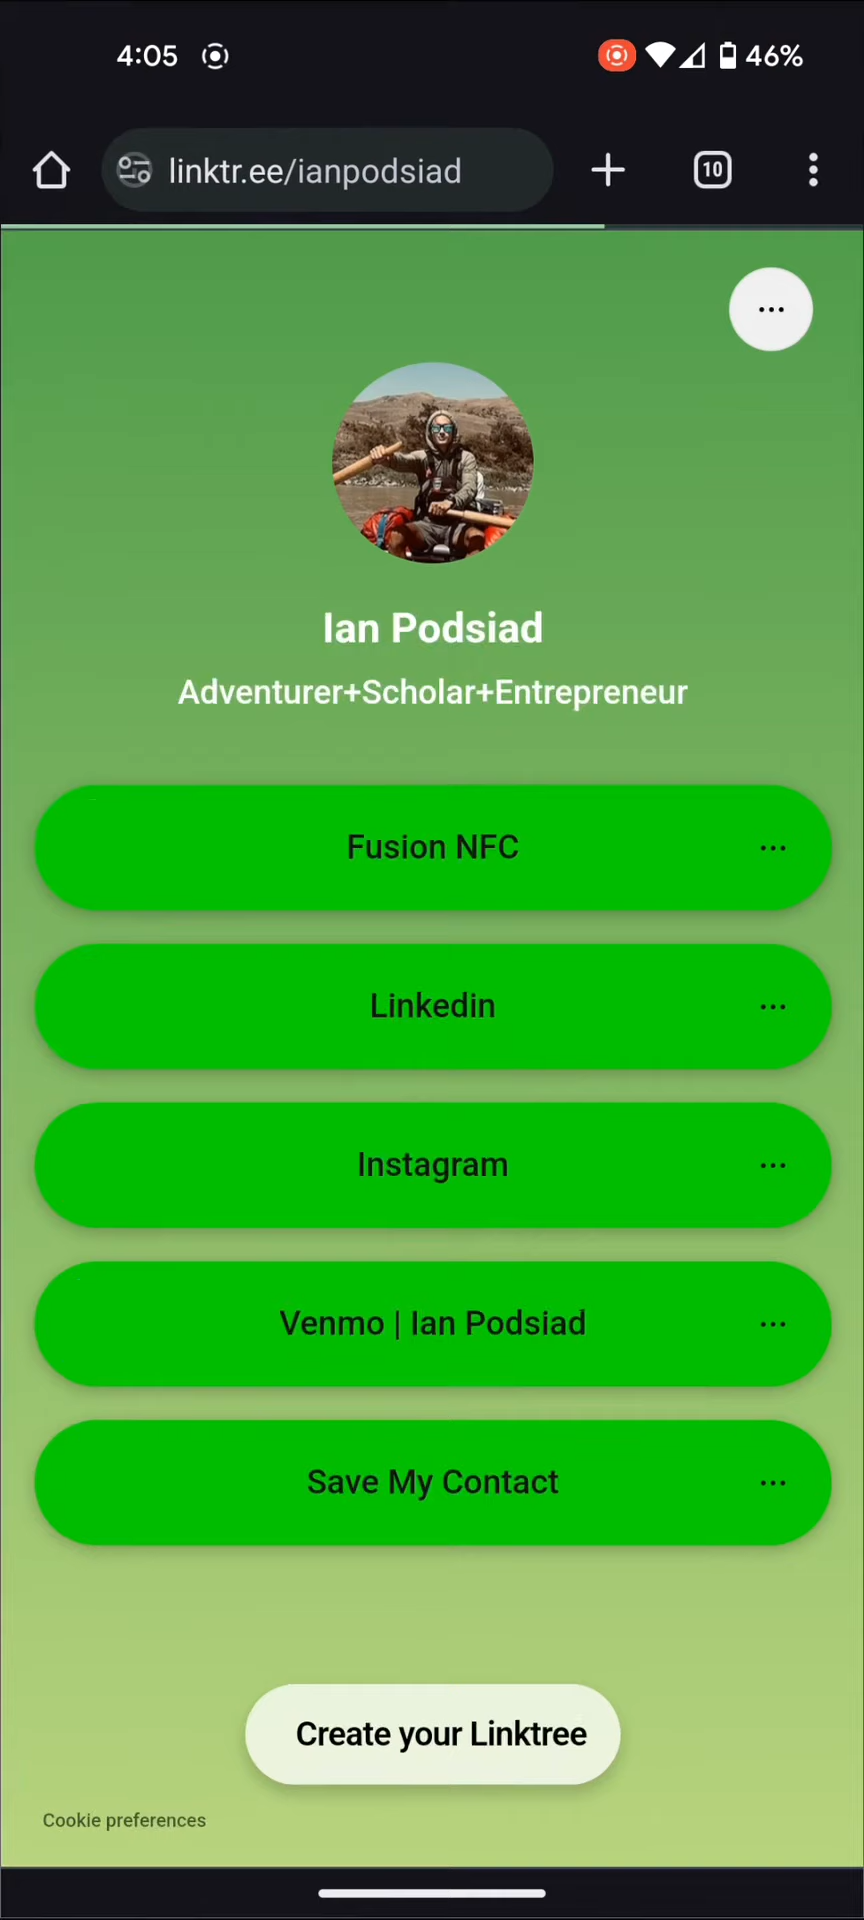 4:05 46%
linktr.ee/ianpodsiad 10
Ian Podsiad
Adventurer+Scholar+Entrepreneur
Fusion NFC
Linkedin
Instagram
Venmo | Ian Podsiad
Save My Contact
Create your Linktree
Cookie preferences